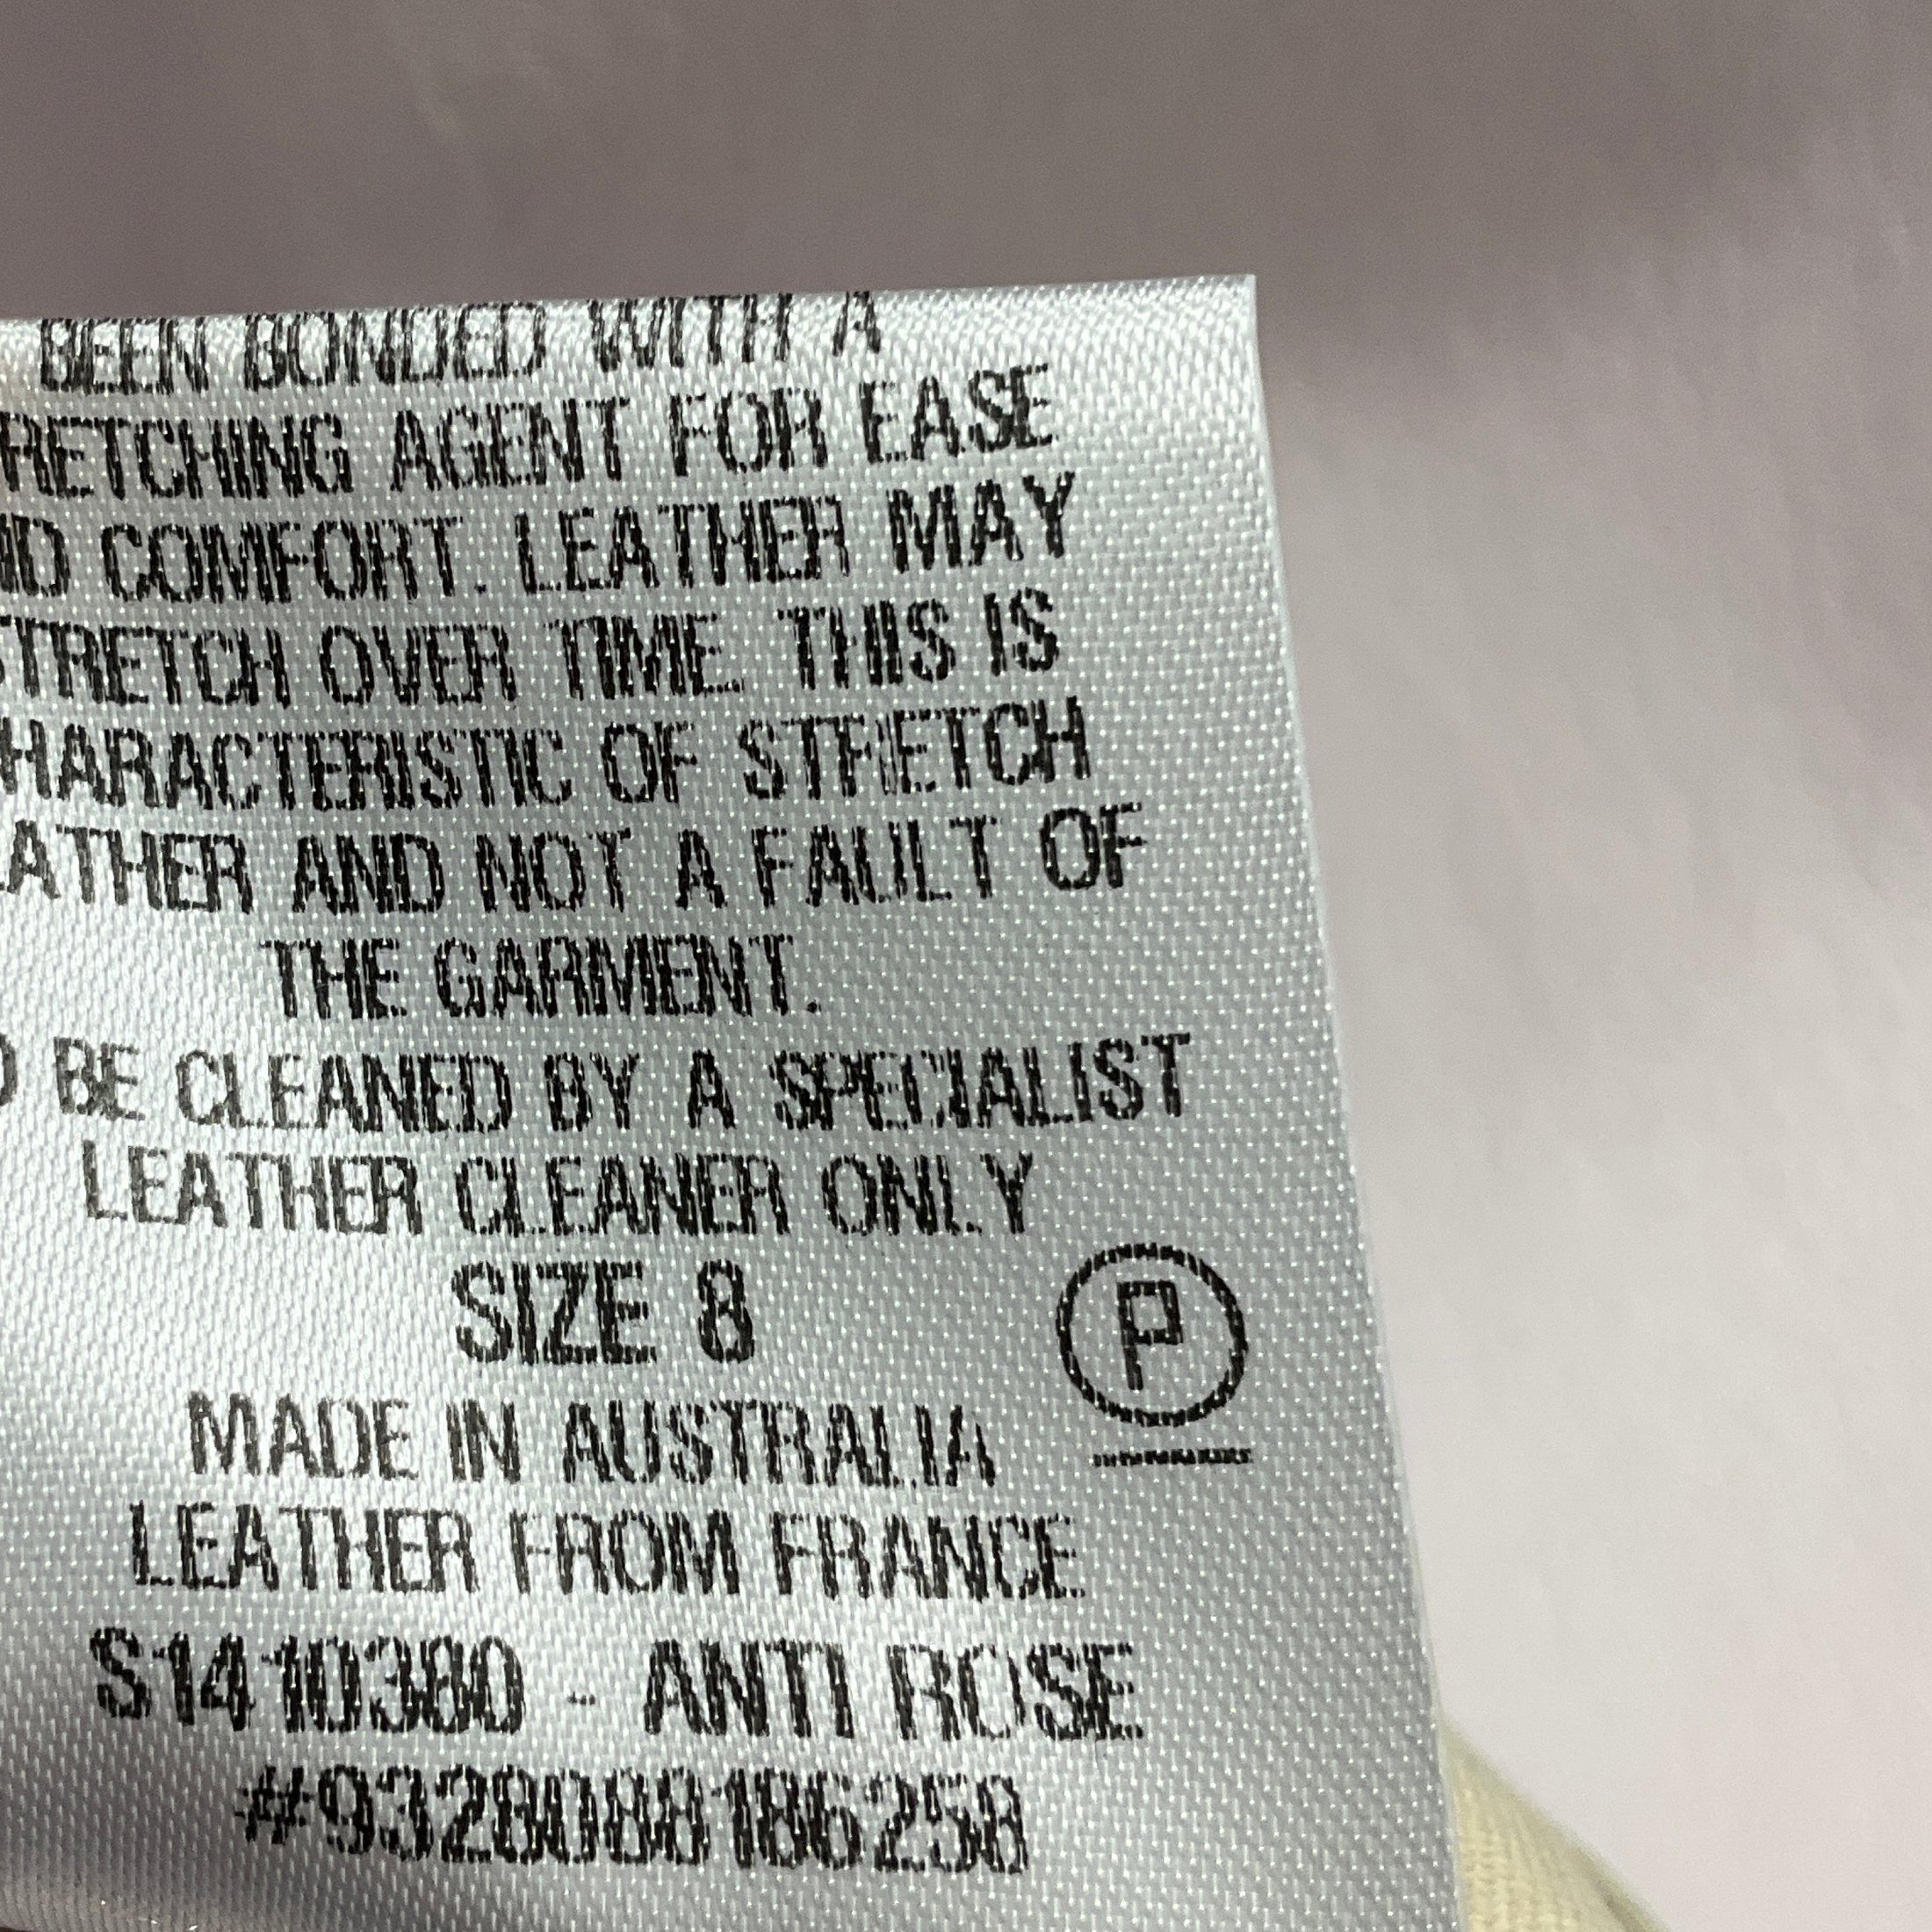 BEEN BONDED WITH A
RETCHING AGENT FOR EASE
ND COMFORT. LEATHER MAY
STRETCH OVER TIME. THIS IS
HARACTERISTIC OF STRETCH
EATHER AND NOT A FAULT OF
THE GARMENT.
O BE CLEANED BY A SPECIALIST
LEATHER CLEANER ONLY
SIZE 8
P
MADE IN AUSTRALIA
LEATHER FROM FRANCE
S1410380 - ANTI ROSE
#9328088186258